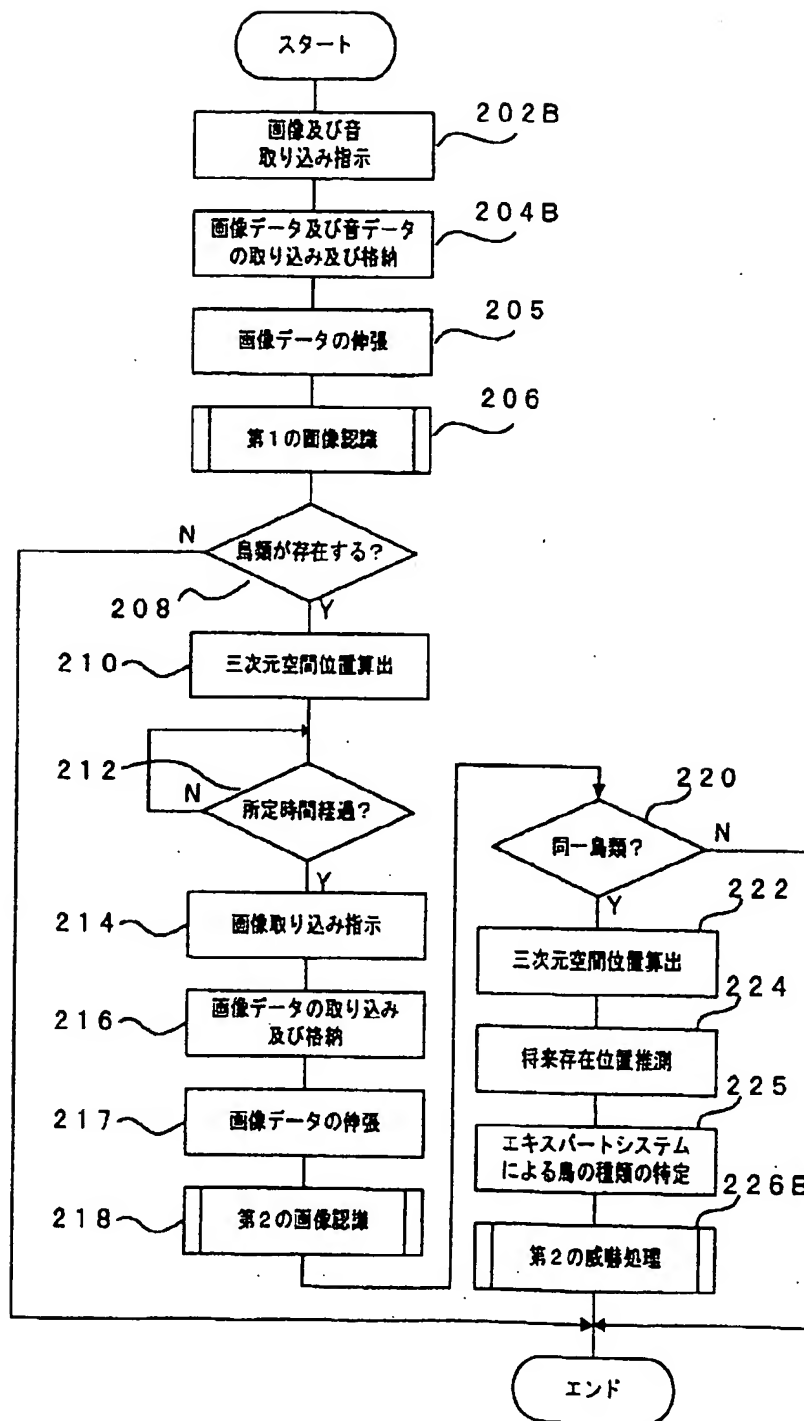 スタート
画像及び音
取り込み指示
202B
画像データ及び音データ
の取り込み及び格納
204B
画像データの伸張
205
第1の画像認識
206
鳥類が存在する?
N
Y
208
三次元空間位置算出
210
所定時間経過?
212
N
Y
画像取り込み指示
214
画像データの取り込み
及び格納
216
画像データの伸張
217
第2の画像認識
218
同一鳥類?
220
N
Y
三次元空間位置算出
222
将来存在位置推測
224
エキスパートシステム
による鳥の種類の特定
225
第2の威嚇処理
226B
エンド